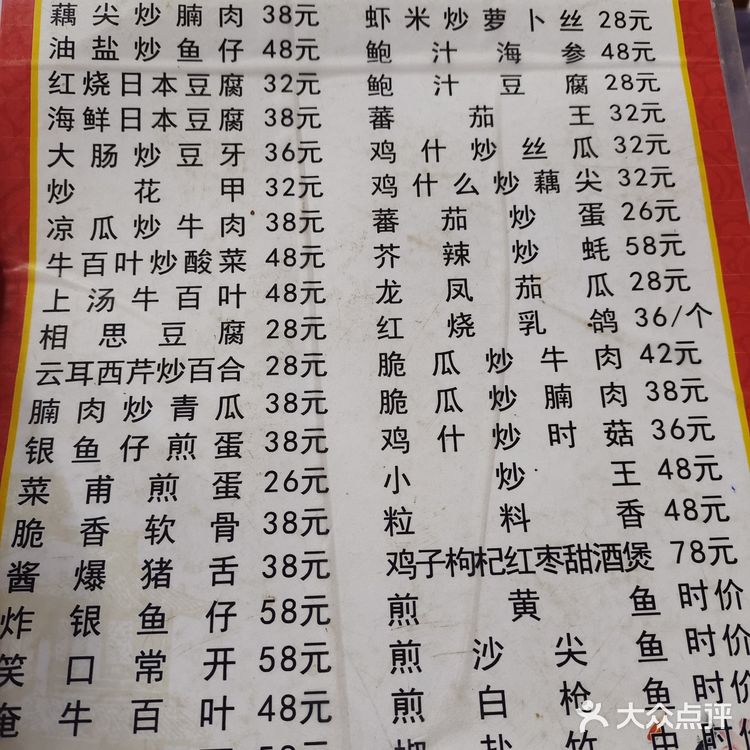 藕尖炒腩肉 38元
油盐炒鱼仔 48元
红烧日本豆腐 32元
海鲜日本豆腐 38元
大肠炒豆牙 36元
炒花甲 32元
凉瓜炒牛肉 38元
牛百叶炒酸菜 48元
上汤牛百叶 48元
相思豆腐 28元
云耳西芹炒百合 28元
腩肉炒青瓜 38元
银鱼仔煎蛋 38元
菜甫煎蛋 26元
脆香软骨 38元
酱爆猪舌 38元
炸银鱼仔 58元
笑口常开 58元
淹牛百叶 48元
虾米炒萝卜丝 28元
鲍汁海参 48元
鲍汁豆腐 28元
蕃茄王 32元
鸡什炒丝瓜 32元
鸡什么炒藕尖 32元
蕃茄炒蛋 26元
芥辣炒蚝 58元
龙凤茄瓜 28元
红烧乳鸽 36/个
脆瓜炒牛肉 42元
脆瓜炒腩肉 38元
鸡什炒时菇 36元
小炒王 48元
粒料香 48元
鸡子枸杞红枣甜酒煲 78元
煎黄鱼 时价
煎沙尖鱼 时价
煎白枪鱼 时价
椒盐竹虫 时价
大众点评